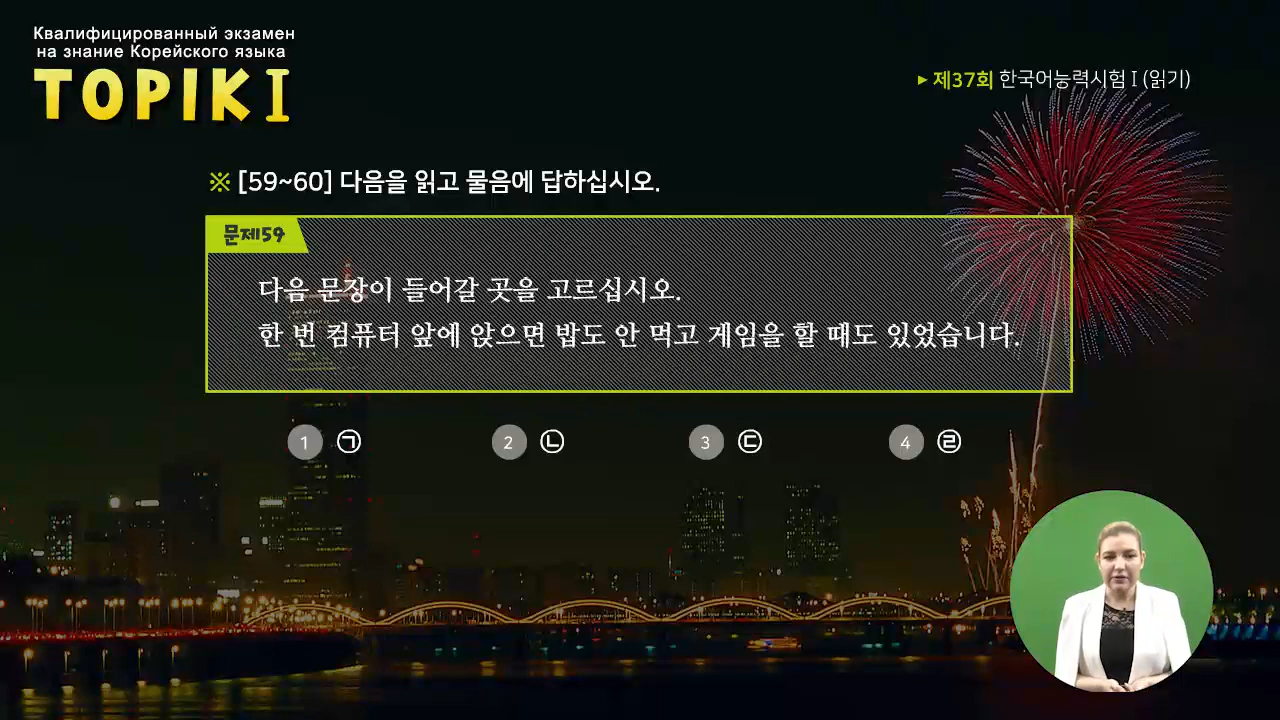 Квалифицированный экзамен
на знание Корейского языка
TOPIK I
▶ 제37회 한국어능력시험 I (읽기)
※ [59~60] 다음을 읽고 물음에 답하십시오.
문제59
다음 문장이 들어갈 곳을 고르십시오.
한 번 컴퓨터 앞에 앉으면 밥도 안 먹고 게임을 할 때도 있었습니다.
1 ㉠ 2 ㉡ 3 ㉢ 4 ㉣